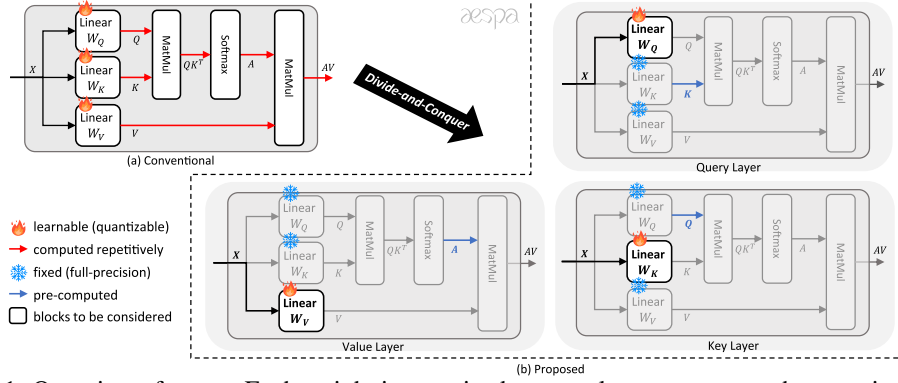 Linear
W_Q
Q
Linear
W_K
K
Linear
W_V
V
X
MatMul
QK^T
Softmax
A
MatMul
AV
(a) Conventional
aespa
Divide-and-Conquer
X
Linear
W_Q
Q
Linear
W_K
K
Linear
W_V
V
MatMul
QK^T
Softmax
A
MatMul
AV
Query Layer
learnable (quantizable)
computed repetitively
fixed (full-precision)
pre-computed
blocks to be considered
X
Linear
W_Q
Q
Linear
W_K
K
Linear
W_V
V
MatMul
QK^T
Softmax
A
MatMul
AV
Value Layer
X
Linear
W_Q
Q
Linear
W_K
K
Linear
W_V
V
MatMul
QK^T
Softmax
A
MatMul
AV
Key Layer
(b) Proposed